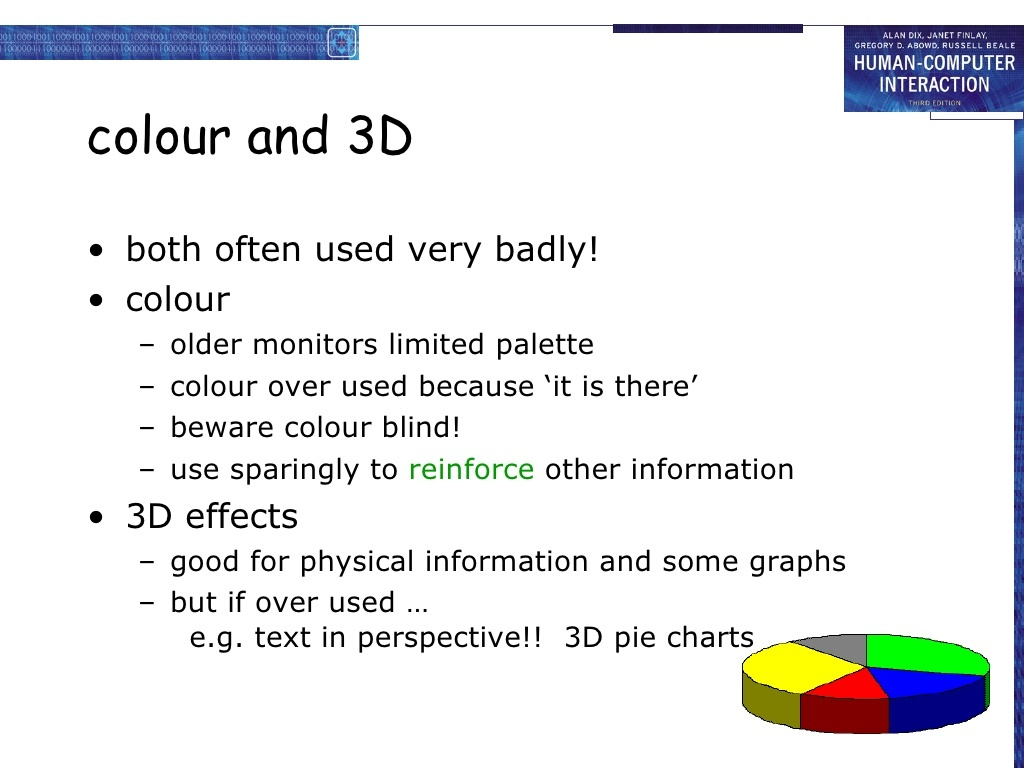 ALAN DIX, JANET FINLAY,
GREGORY D. ABOWD, RUSSELL BEALE
HUMAN-COMPUTER
INTERACTION
THIRD EDITION
colour and 3D
• both often used very badly!
• colour
– older monitors limited palette
– colour over used because ‘it is there’
– beware colour blind!
– use sparingly to reinforce other information
• 3D effects
– good for physical information and some graphs
– but if over used …
e.g. text in perspective!! 3D pie charts